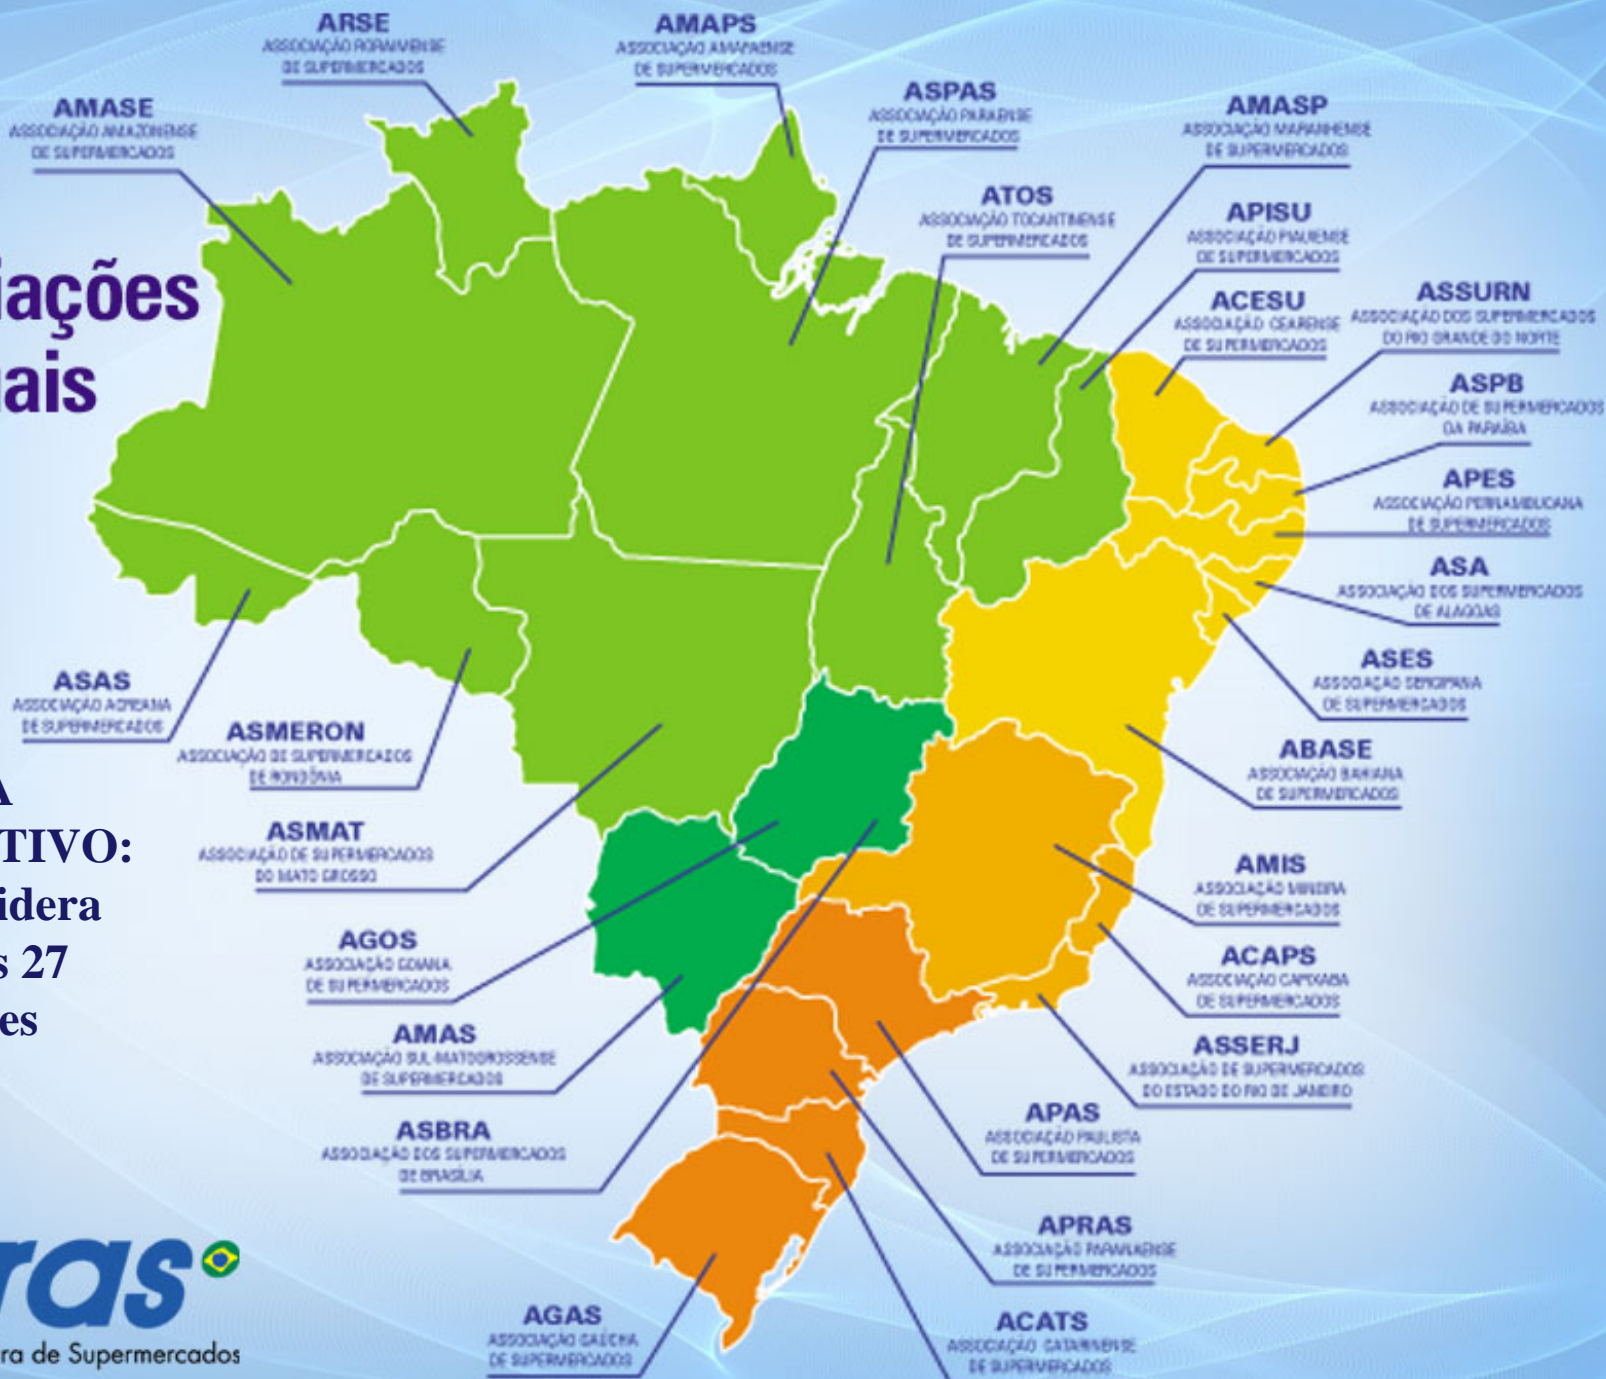 ARSE
ASSOCIAÇÃO RORAIMENSE
DE SUPERMERCADOS
AMAPS
ASSOCIAÇÃO AMAPAENSE
DE SUPERMERCADOS
AMASE
ASSOCIAÇÃO AMAZONENSE
DE SUPERMERCADOS
ASPAS
ASSOCIAÇÃO PARAENSE
DE SUPERMERCADOS
AMASP
ASSOCIAÇÃO MARANHENSE
DE SUPERMERCADOS
ATOS
ASSOCIAÇÃO TOCANTINENSE
DE SUPERMERCADOS
APISU
ASSOCIAÇÃO PIAUIENSE
DE SUPERMERCADOS
iações
uais
ACESU
ASSOCIAÇÃO CEARENSE
DE SUPERMERCADOS
ASSURN
ASSOCIAÇÃO DOS SUPERMERCADOS
DO RIO GRANDE DO NORTE
ASPB
ASSOCIAÇÃO DE SUPERMERCADOS
DA PARAÍBA
APES
ASSOCIAÇÃO PERNAMBUCANA
DE SUPERMERCADOS
ASA
ASSOCIAÇÃO DOS SUPERMERCADOS
DE ALAGOAS
ASES
ASSOCIAÇÃO SERGIPANA
DE SUPERMERCADOS
ABASE
ASSOCIAÇÃO BAHIANA
DE SUPERMERCADOS
ASAS
ASSOCIAÇÃO ACREANA
DE SUPERMERCADOS
ASMERON
ASSOCIAÇÃO DE SUPERMERCADOS
DE RONDÔNIA
A
TIVO:
idera
s 27
es
ASMAT
ASSOCIAÇÃO DE SUPERMERCADOS
DO MATO GROSSO
AGOS
ASSOCIAÇÃO GOIANA
DE SUPERMERCADOS
AMAS
ASSOCIAÇÃO SUL-MATOGROSSENSE
DE SUPERMERCADOS
ASBRA
ASSOCIAÇÃO DOS SUPERMERCADOS
DE BRASÍLIA
AMIS
ASSOCIAÇÃO MINEIRA
DE SUPERMERCADOS
ACAPS
ASSOCIAÇÃO CAPIXABA
DE SUPERMERCADOS
ASSERJ
ASSOCIAÇÃO DE SUPERMERCADOS
DO ESTADO DO RIO DE JANEIRO
APAS
ASSOCIAÇÃO PAULISTA
DE SUPERMERCADOS
APRAS
ASSOCIAÇÃO PARANAENSE
DE SUPERMERCADOS
ACATS
ASSOCIAÇÃO CATARINENSE
DE SUPERMERCADOS
AGAS
ASSOCIAÇÃO GAÚCHA
DE SUPERMERCADOS
ras
ra de Supermercados